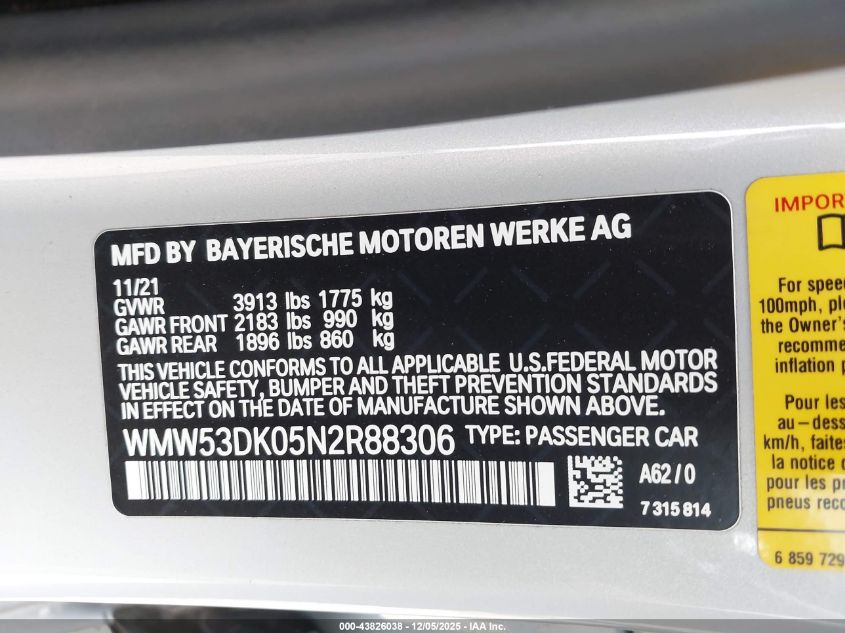 MFD BY BAYERISCHE MOTOREN WERKE AG
11/21
GVWR 3913 lbs 1775 kg
GAWR FRONT 2183 lbs 990 kg
GAWR REAR 1896 lbs 860 kg
THIS VEHICLE CONFORMS TO ALL APPLICABLE U.S.FEDERAL MOTOR
VEHICLE SAFETY, BUMPER AND THEFT PREVENTION STANDARDS
IN EFFECT ON THE DATE OF MANUFACTURE SHOWN ABOVE.
WMW53DK05N2R88306 TYPE: PASSENGER CAR
A62/0
7315814
IMPOR
For speed
100mph, ple
the Owner's
recomme
inflation p
Pour les
au-dess
km/h, faites
la notice d
pour les pr
pneus reco
6 859 729
000-43826038 - 12/05/2025 - IAA Inc.